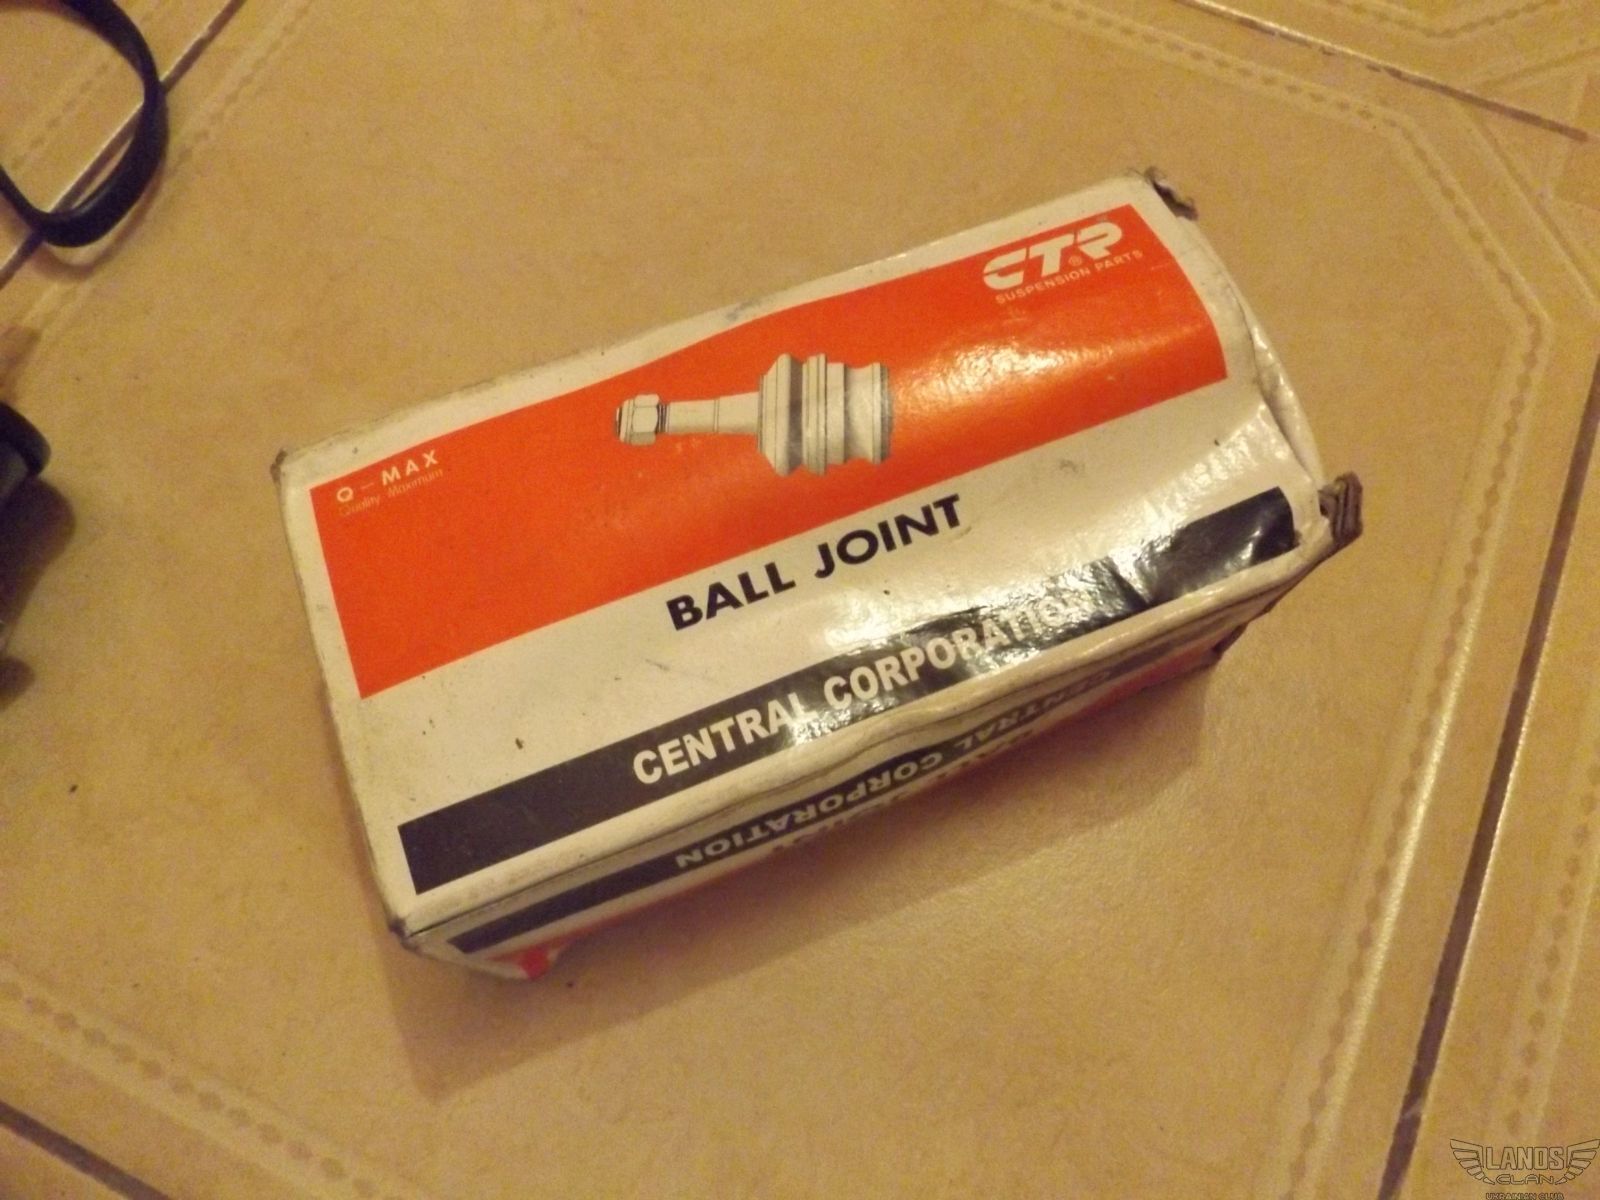 CTR®
SUSPENSION PARTS
Q-MAX
Quality Maximum
BALL JOINT
CENTRAL CORPORATION
CENTRAL CORPORATION
LANOS
CLAN
UKRAINIAN CLUB